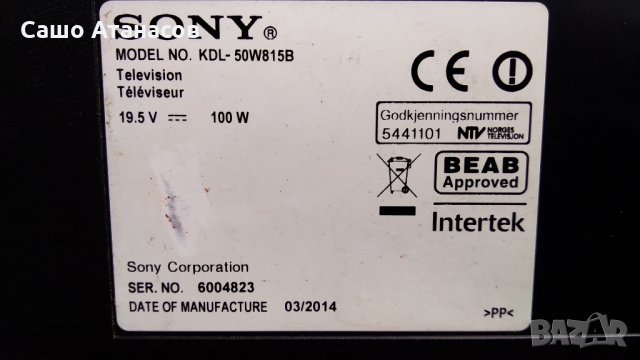 Сашо Атанасов
SONY®
MODEL NO. KDL- 50W815B
Television
Téléviseur
19.5 V 100 W
CE
Godkjenningsnummer
5441101 NTV NORGES TELEVISJON
BEAB
Approved
Intertek
Sony Corporation
SER. NO. 6004823
DATE OF MANUFACTURE 03/2014
>PP<
BAZAR